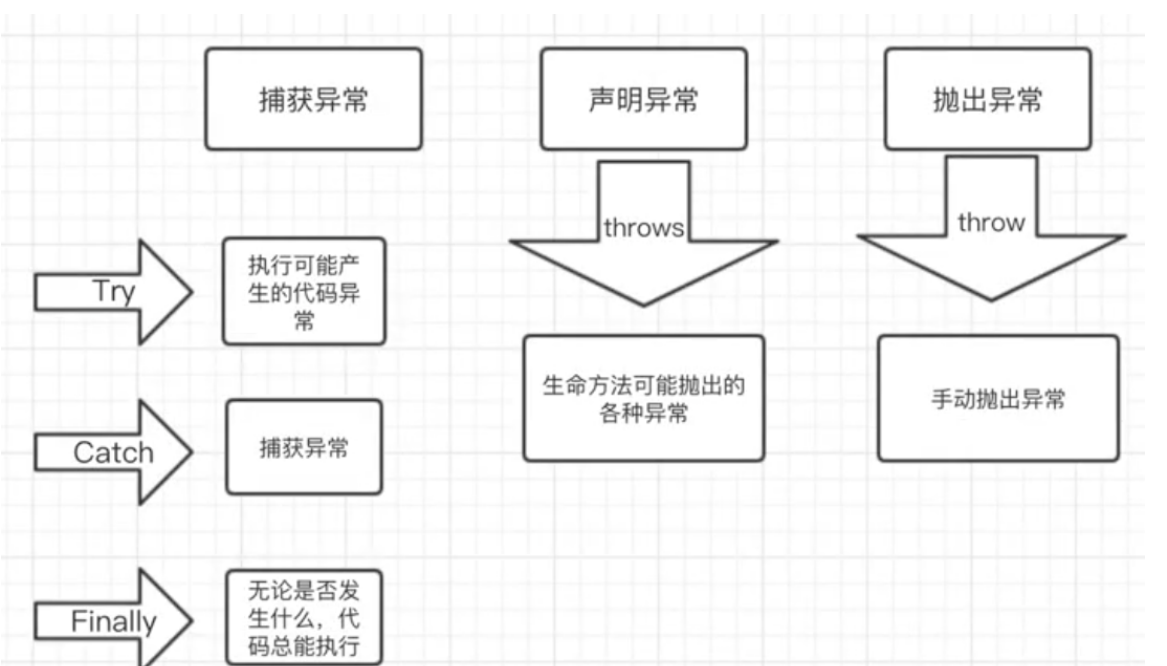 捕获异常
声明异常
抛出异常
throws
throw
Try
执行可能产
生的代码异
常
生命方法可能抛出的
各种异常
手动抛出异常
Catch
捕获异常
Finally
无论是否发
生什么，代
码总能执行